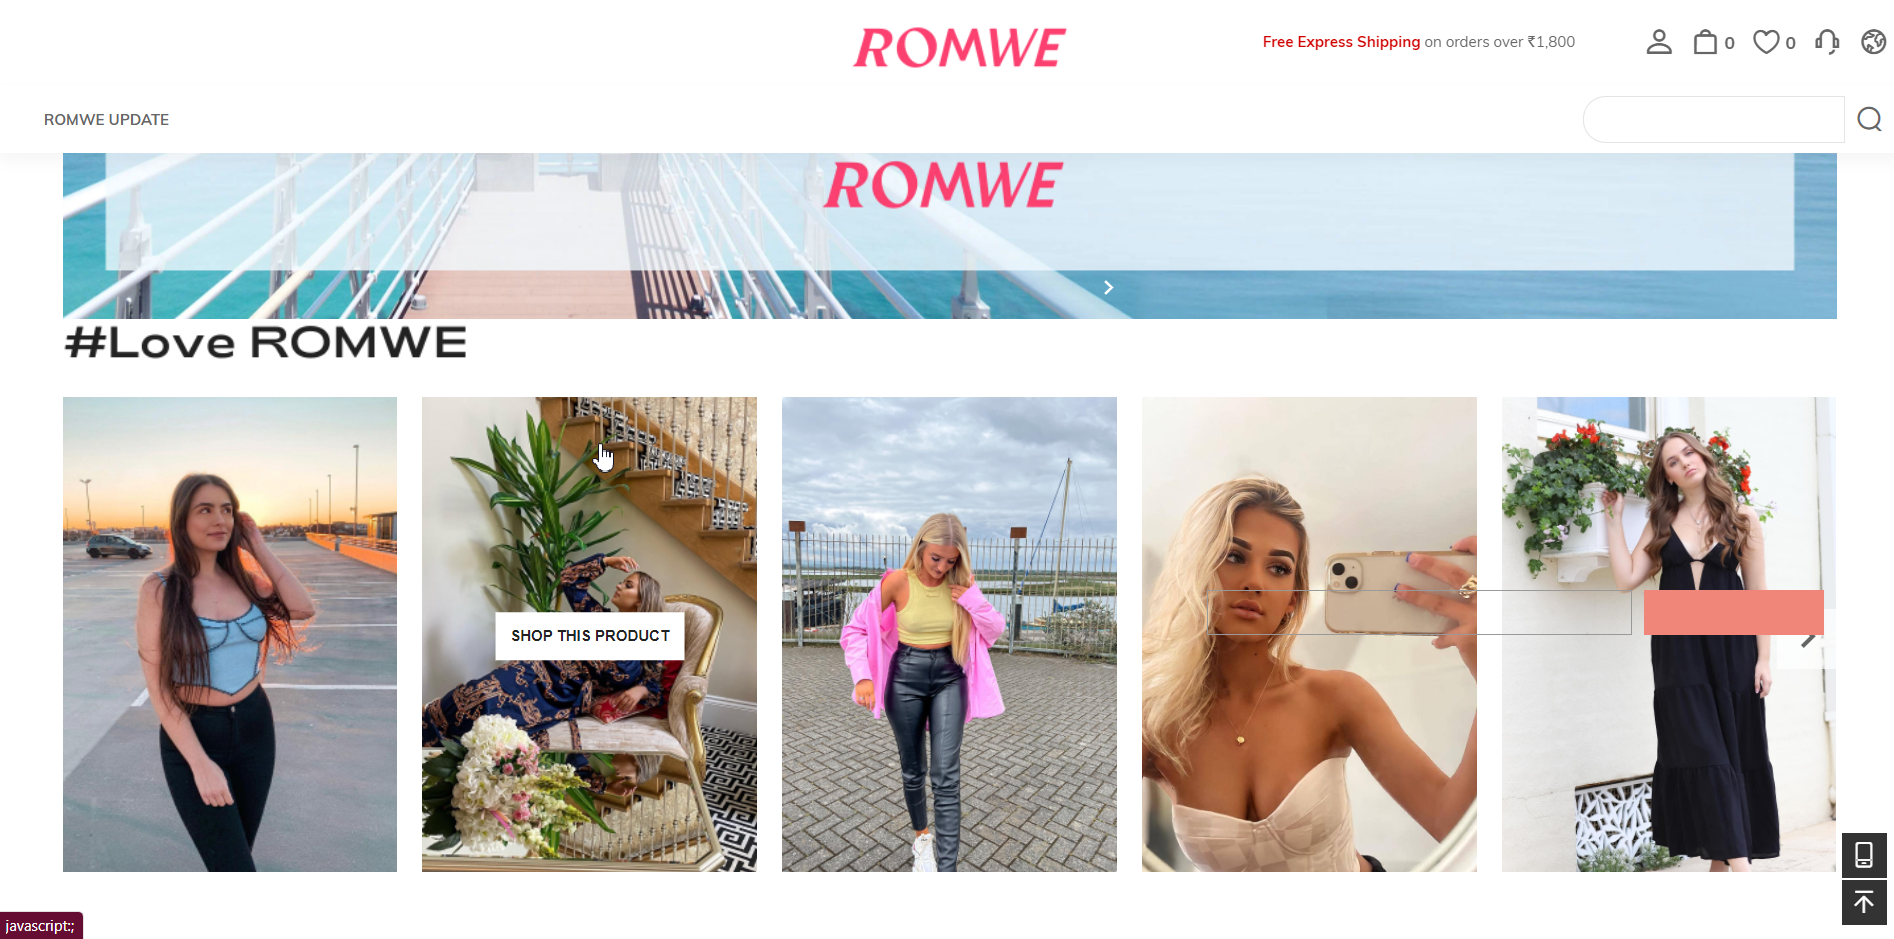 ROMWE
Free Express Shipping on orders over ₹1,800
0
0
ROMWE UPDATE
ROMWE
#Love ROMWE
SHOP THIS PRODUCT
javascript:;